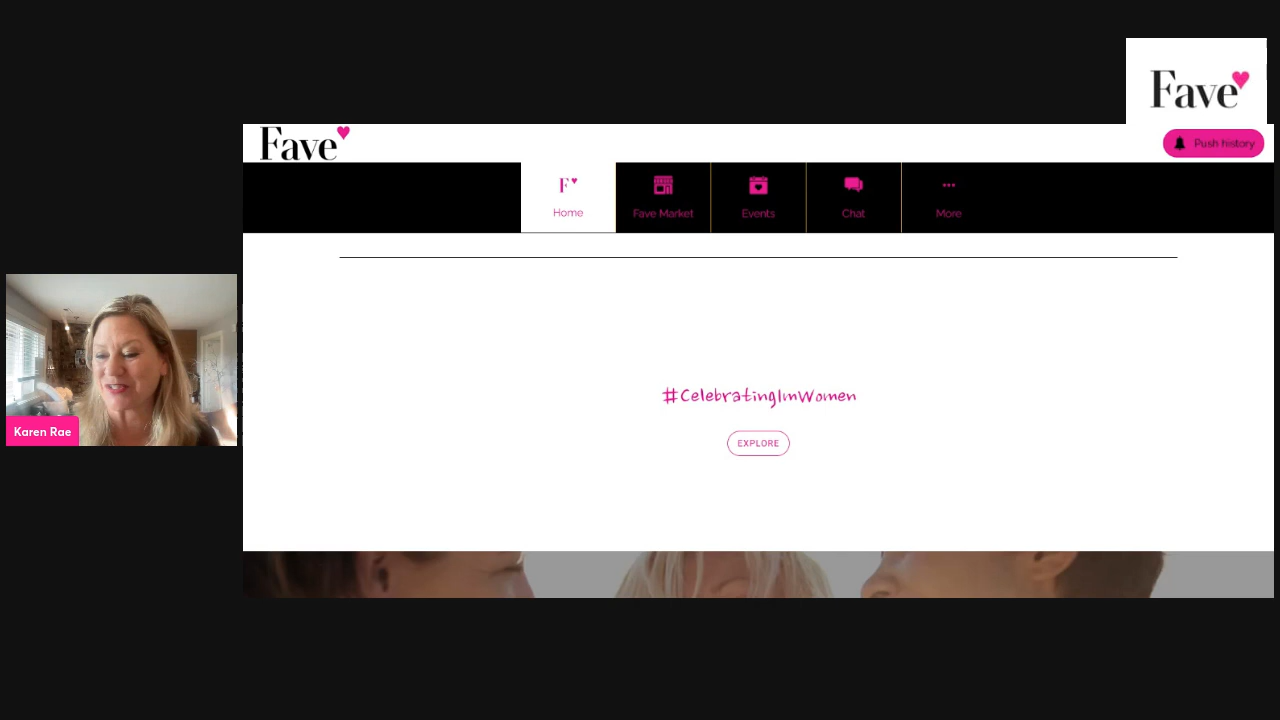 Fave
Fave
Push history
Home
Fave Market
Events
Chat
More
Karen Rae
#CelebratingImWomen
EXPLORE